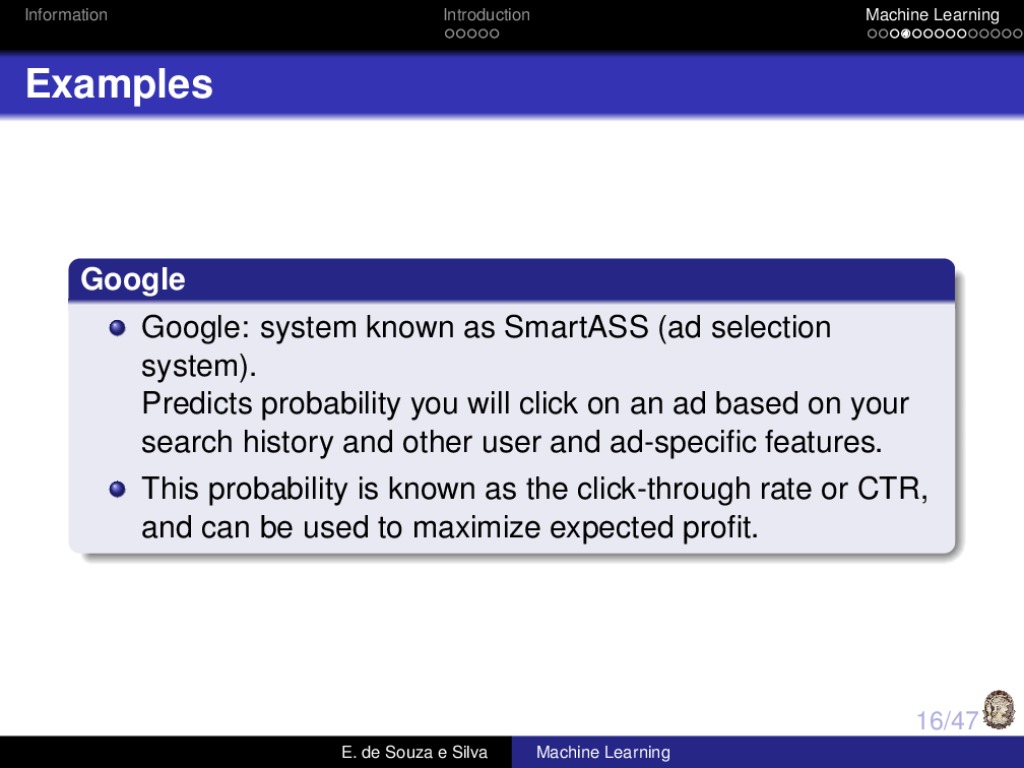 Information
Introduction
Machine Learning
Examples
Google
Google: system known as SmartASS (ad selection
system).
Predicts probability you will click on an ad based on your
search history and other user and ad-specific features.
This probability is known as the click-through rate or CTR,
and can be used to maximize expected profit.
16/47
E. de Souza e Silva
Machine Learning